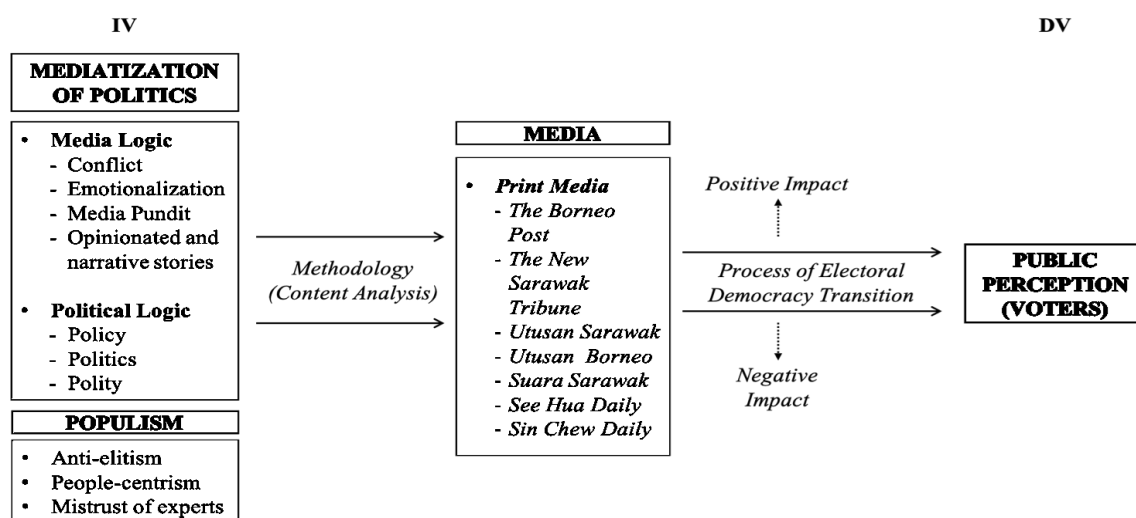 IV
DV
MEDIATIZATION
OF POLITICS
• Media Logic
- Conflict
- Emotionalization
- Media Pundit
- Opinionated and
narrative stories
• Political Logic
- Policy
- Politics
- Polity
POPULISM
• Anti-elitism
• People-centrism
• Mistrust of experts
Methodology
(Content Analysis)
MEDIA
• Print Media
- The Borneo
Post
- The New
Sarawak
Tribune
- Utusan Sarawak
- Utusan Borneo
- Suara Sarawak
- See Hua Daily
- Sin Chew Daily
Positive Impact
Process of Electoral
Democracy Transition
Negative
Impact
PUBLIC
PERCEPTION
(VOTERS)